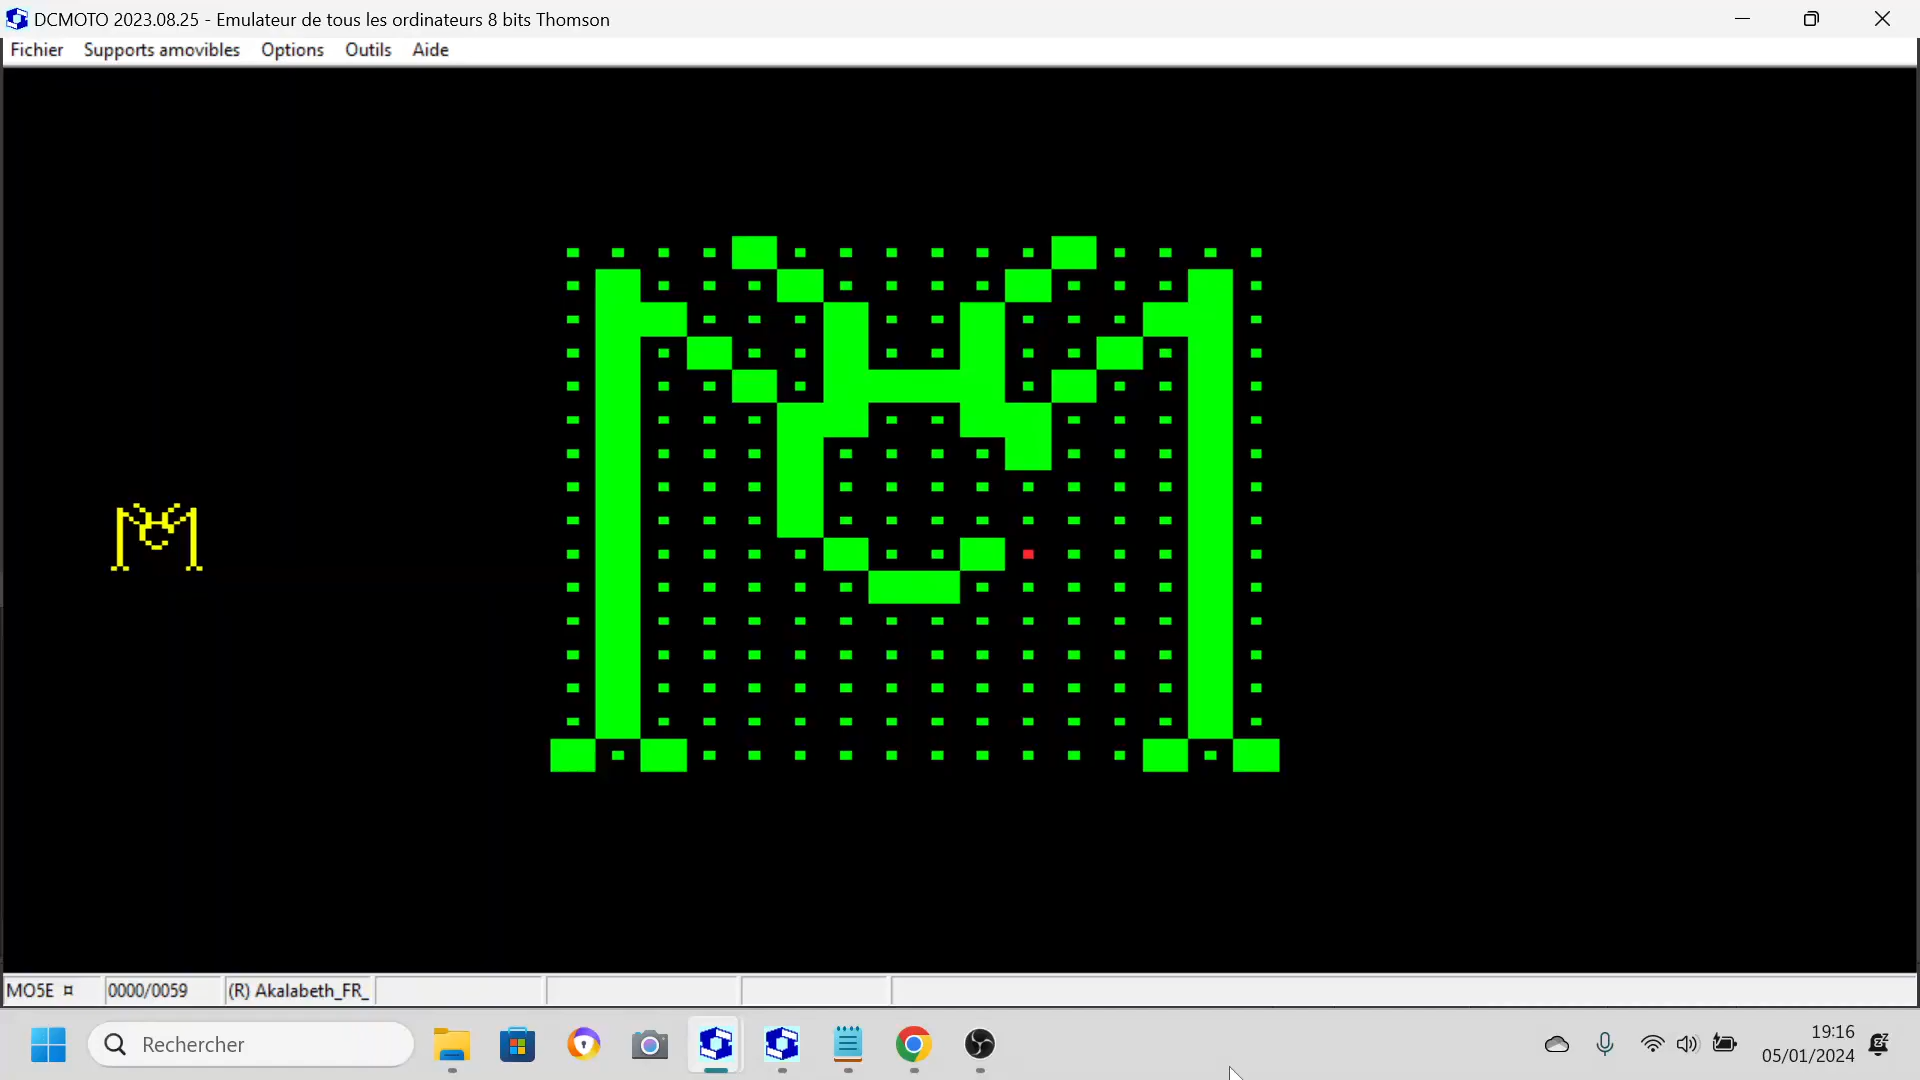 DCMOTO 2023.08.25 - Emulateur de tous les ordinateurs 8 bits Thomson
Fichier Supports amovibles Options Outils Aide
MO5E ¤ 0000/0059 (R) Akalabeth_FR_
Rechercher
19:16
05/01/2024